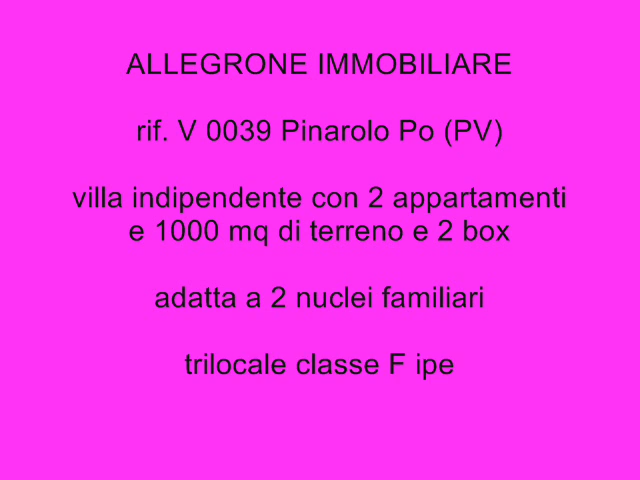 ALLEGRONE IMMOBILIARE
rif. V 0039 Pinarolo Po (PV)
villa indipendente con 2 appartamenti
e 1000 mq di terreno e 2 box
adatta a 2 nuclei familiari
trilocale classe F ipe